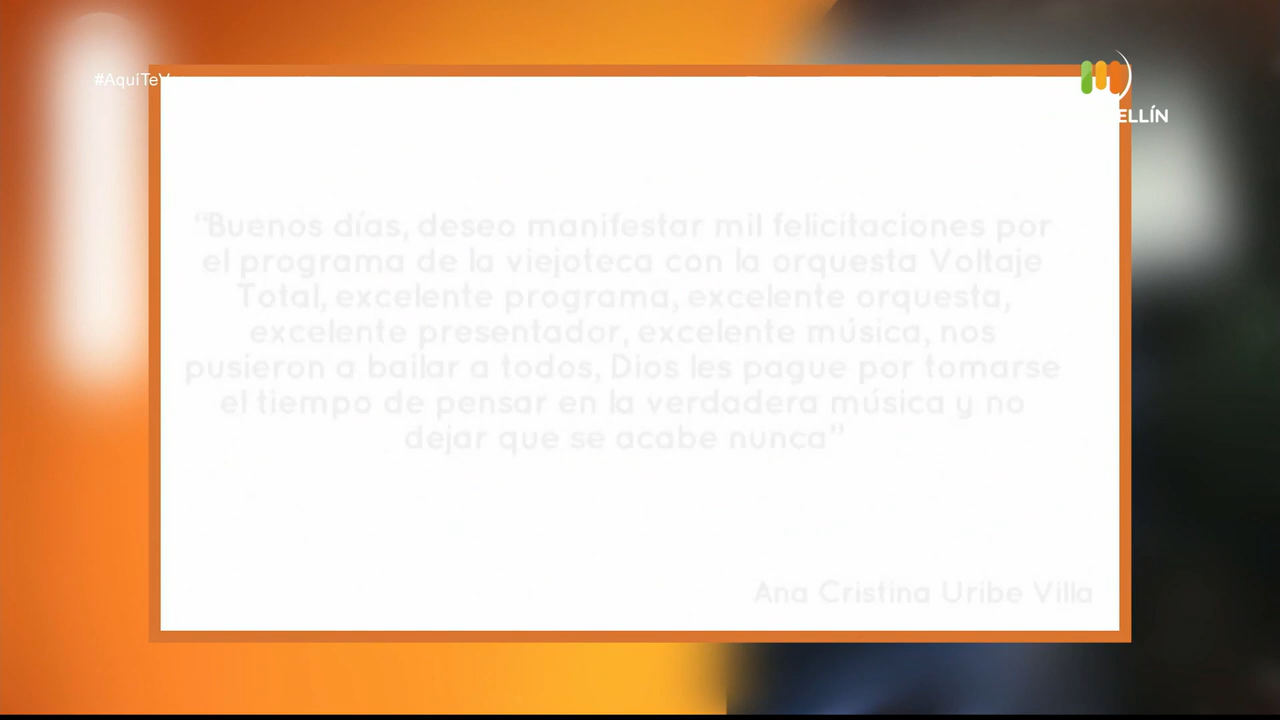 #AquiTeV
ELLÍN
“Buenos días, deseo manifestar mil felicitaciones por
el programa de la viejoteca con la orquesta Voltaje
Total, excelente programa, excelente orquesta,
excelente presentador, excelente música, nos
pusieron a bailar a todos, Dios les pague por tomarse
el tiempo de pensar en la verdadera música y no
dejar que se acabe nunca”
Ana Cristina Uribe Villa